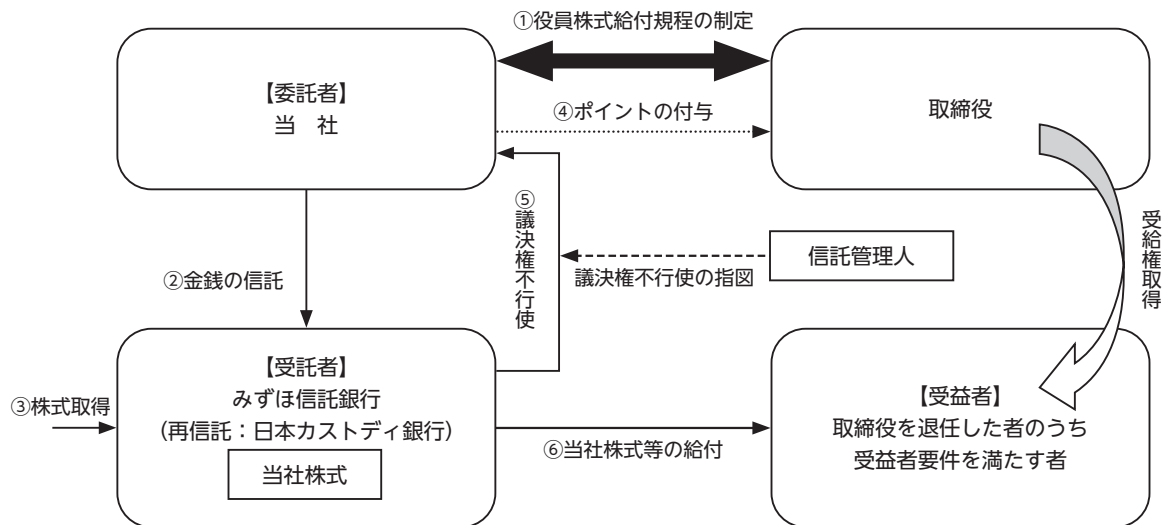 ①役員株式給付規程の制定
【委託者】
当　社
④ポイントの付与
取締役
⑤議決権不行使
受給権取得
信託管理人
議決権不行使の指図
②金銭の信託
【受託者】
みずほ信託銀行
（再信託：日本カストディ銀行）
当社株式
③株式取得
⑥当社株式等の給付
【受益者】
取締役を退任した者のうち
受益者要件を満たす者